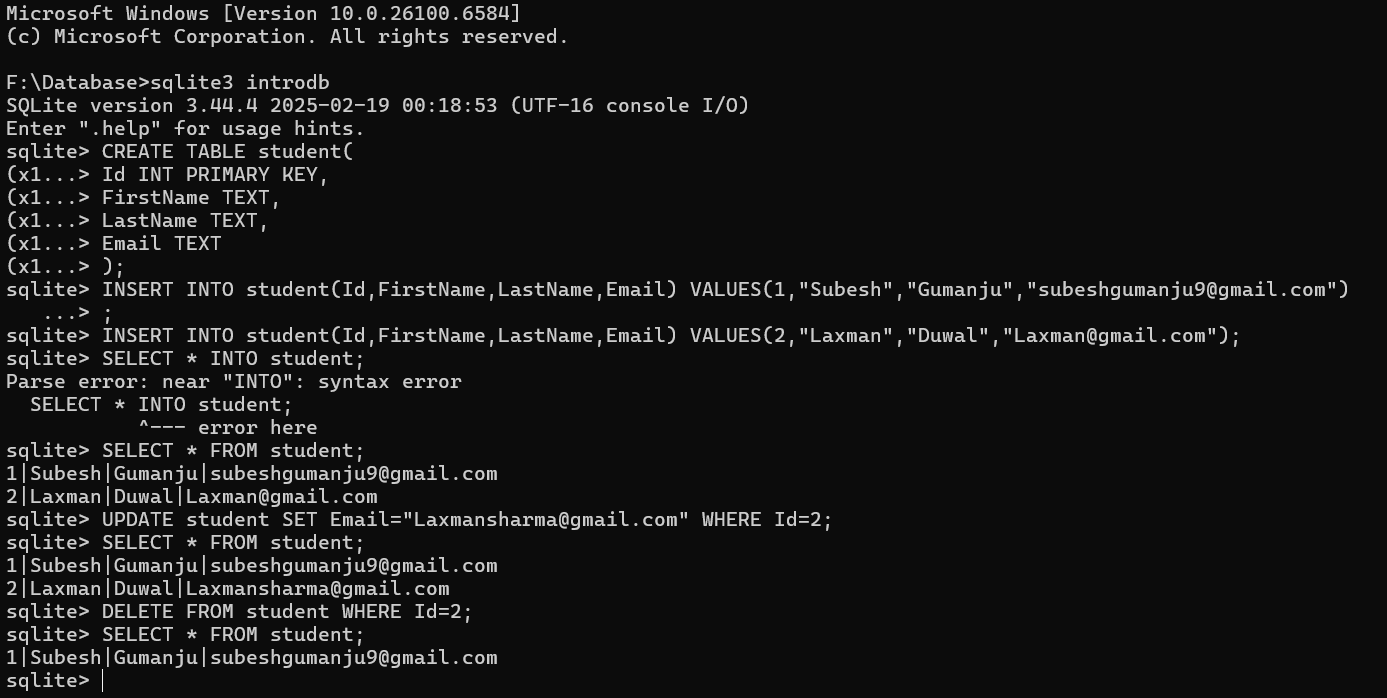 Microsoft Windows [Version 10.0.26100.6584]
(c) Microsoft Corporation. All rights reserved.

F:\Database>sqlite3 introdb
SQLite version 3.44.4 2025-02-19 00:18:53 (UTF-16 console I/O)
Enter ".help" for usage hints.
sqlite> CREATE TABLE student(
(x1...> Id INT PRIMARY KEY,
(x1...> FirstName TEXT,
(x1...> LastName TEXT,
(x1...> Email TEXT
(x1...> );
sqlite> INSERT INTO student(Id,FirstName,LastName,Email) VALUES(1,"Subesh","Gumanju","subeshgumanju9@gmail.com")
   ...> ;
sqlite> INSERT INTO student(Id,FirstName,LastName,Email) VALUES(2,"Laxman","Duwal","Laxman@gmail.com");
sqlite> SELECT * INTO student;
Parse error: near "INTO": syntax error
  SELECT * INTO student;
           ^--- error here
sqlite> SELECT * FROM student;
1|Subesh|Gumanju|subeshgumanju9@gmail.com
2|Laxman|Duwal|Laxman@gmail.com
sqlite> UPDATE student SET Email="Laxmansharma@gmail.com" WHERE Id=2;
sqlite> SELECT * FROM student;
1|Subesh|Gumanju|subeshgumanju9@gmail.com
2|Laxman|Duwal|Laxmansharma@gmail.com
sqlite> DELETE FROM student WHERE Id=2;
sqlite> SELECT * FROM student;
1|Subesh|Gumanju|subeshgumanju9@gmail.com
sqlite>